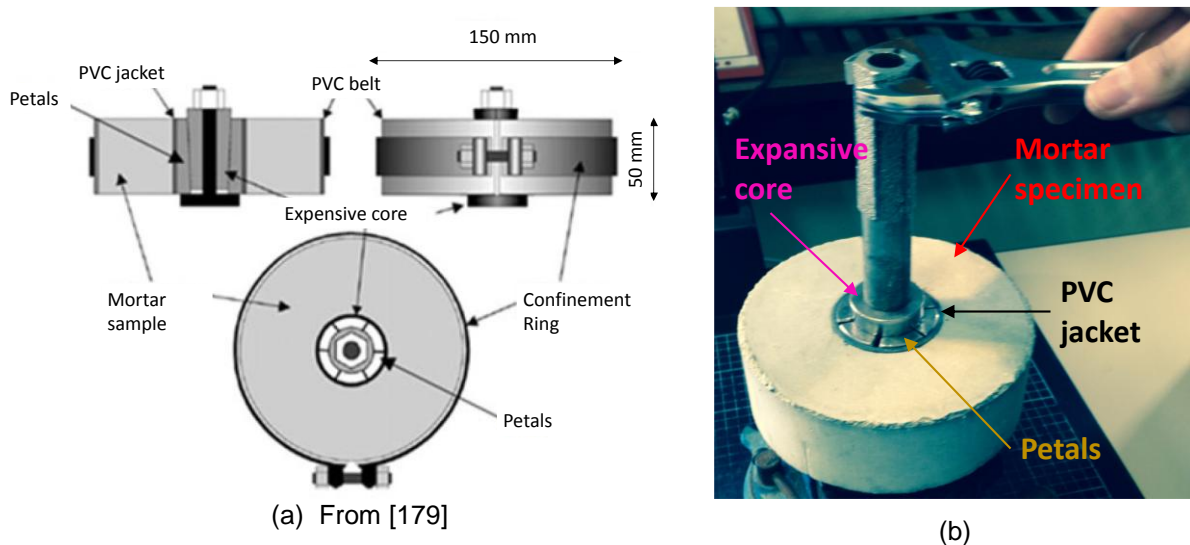 150 mm
PVC jacket
PVC belt
Petals
50 mm
Expensive core
Mortar
sample
Confinement
Ring
Petals
(a) From [179]
Expansive
core
Mortar
specimen
PVC
jacket
Petals
(b)